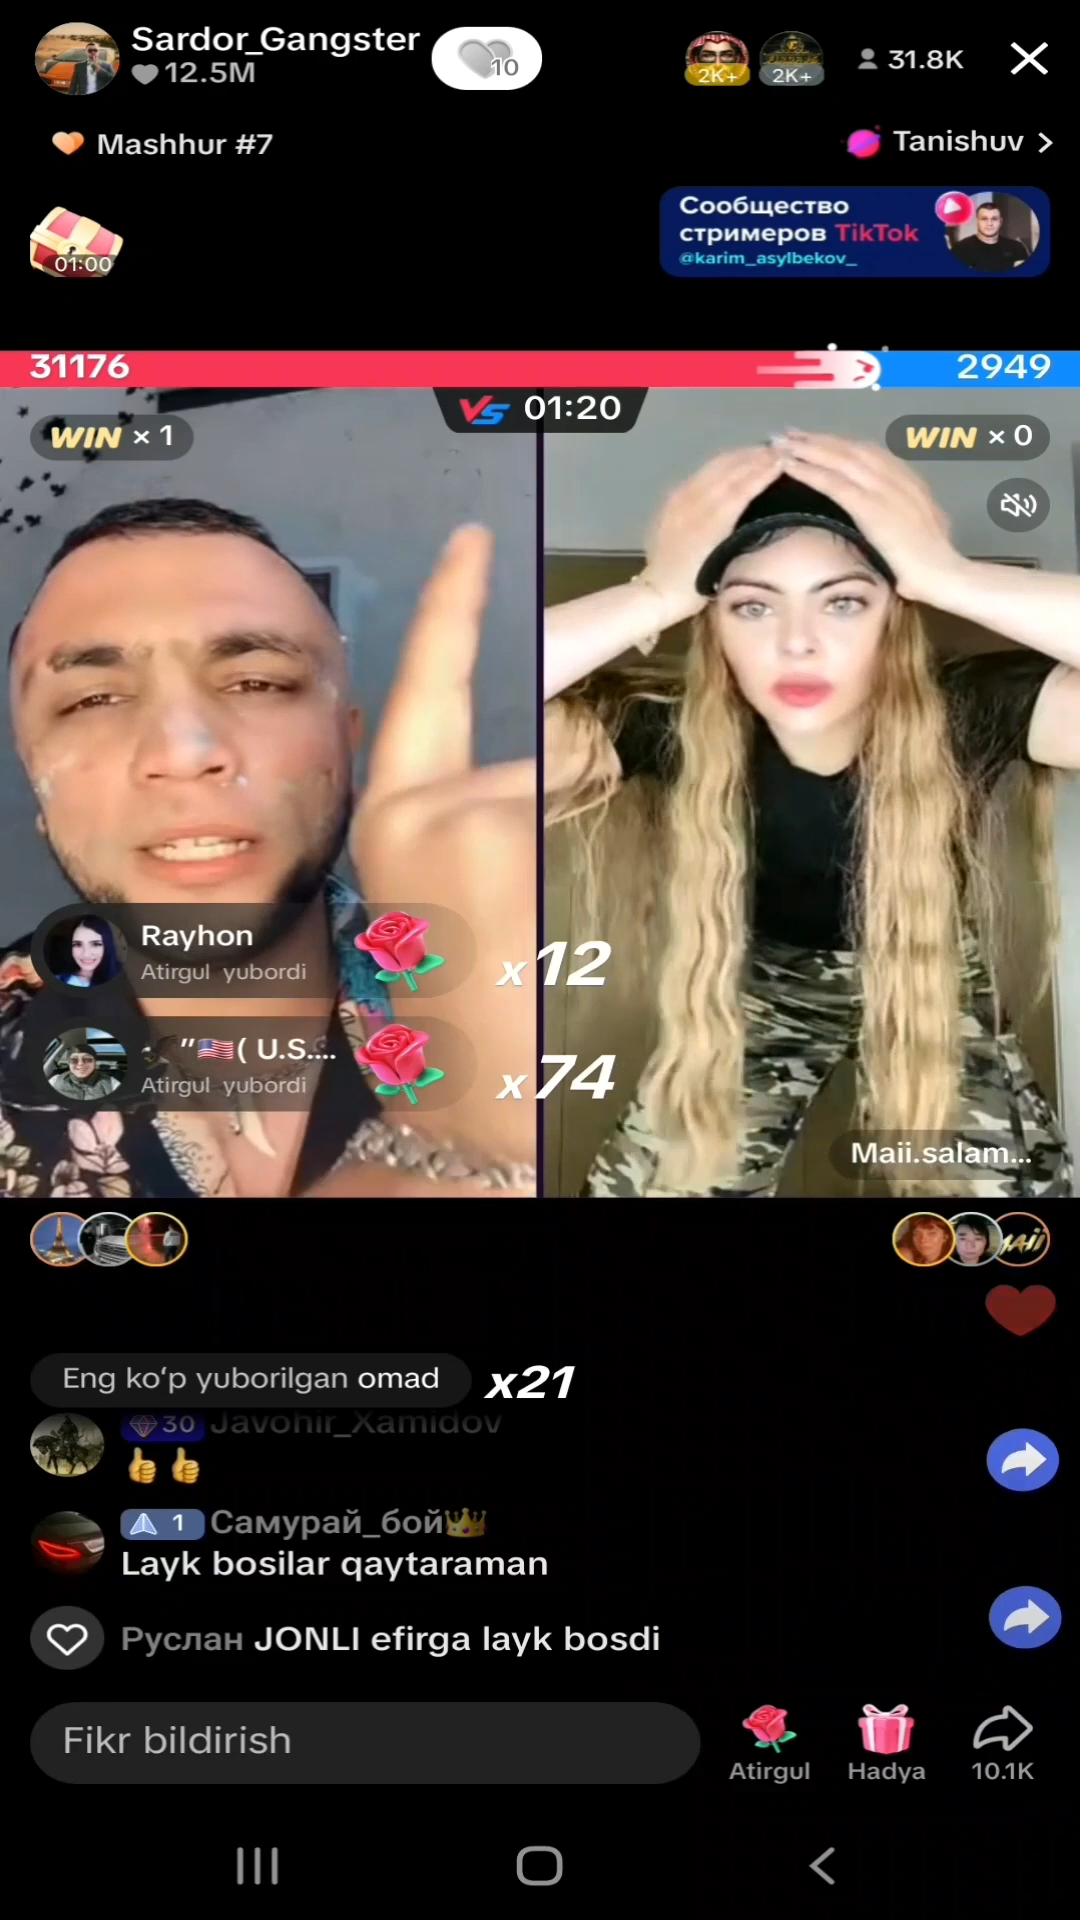 Sardor_Gangster
12.5M
10
2K+
2K+
31.8K
Mashhur #7
Tanishuv
01:00
Сообщество
стримеров TikTok
@karim_asylbekov_
31176
2949
VS 01:20
WIN × 1
WIN × 0
Rayhon
Atirgul yubordi
x12
"🇺🇸( U.S....
Atirgul yubordi
x74
Maii.salam...
MAII
Eng ko‘p yuborilgan omad
x21
30 Javohir_Xamidov
👍👍
1 Самурай_бой👑
Layk bosilar qaytaraman
Руслан JONLI efirga layk bosdi
Fikr bildirish
Atirgul
Hadya
10.1K